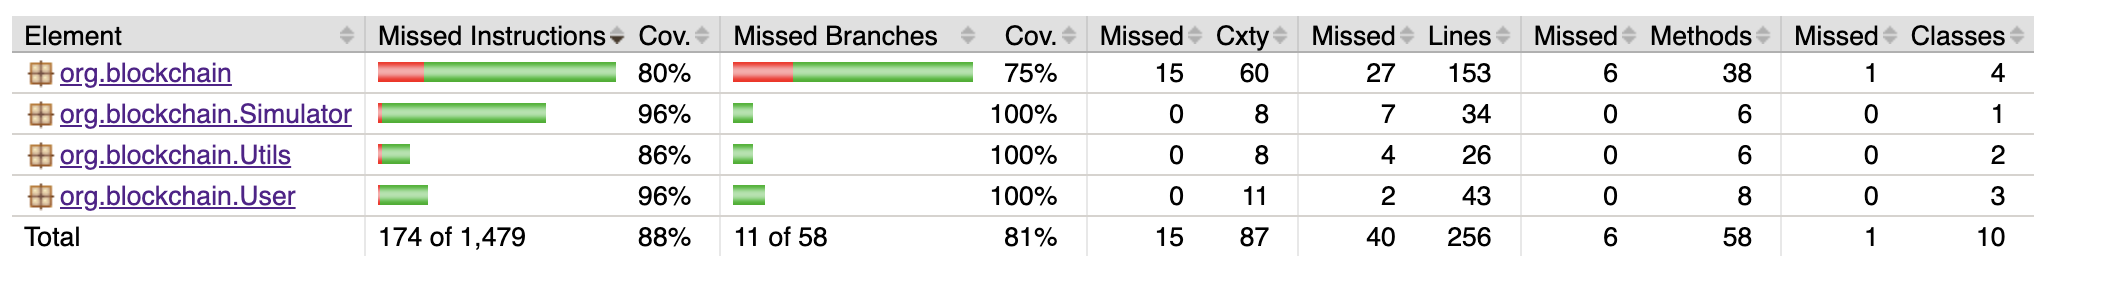 Element Missed Instructions Cov. Missed Branches Cov. Missed Cxty Missed Lines Missed Methods Missed Classes
org.blockchain 80% 75% 15 60 27 153 6 38 1 4
org.blockchain.Simulator 96% 100% 0 8 7 34 0 6 0 1
org.blockchain.Utils 86% 100% 0 8 4 26 0 6 0 2
org.blockchain.User 96% 100% 0 11 2 43 0 8 0 3
Total 174 of 1,479 88% 11 of 58 81% 15 87 40 256 6 58 1 10